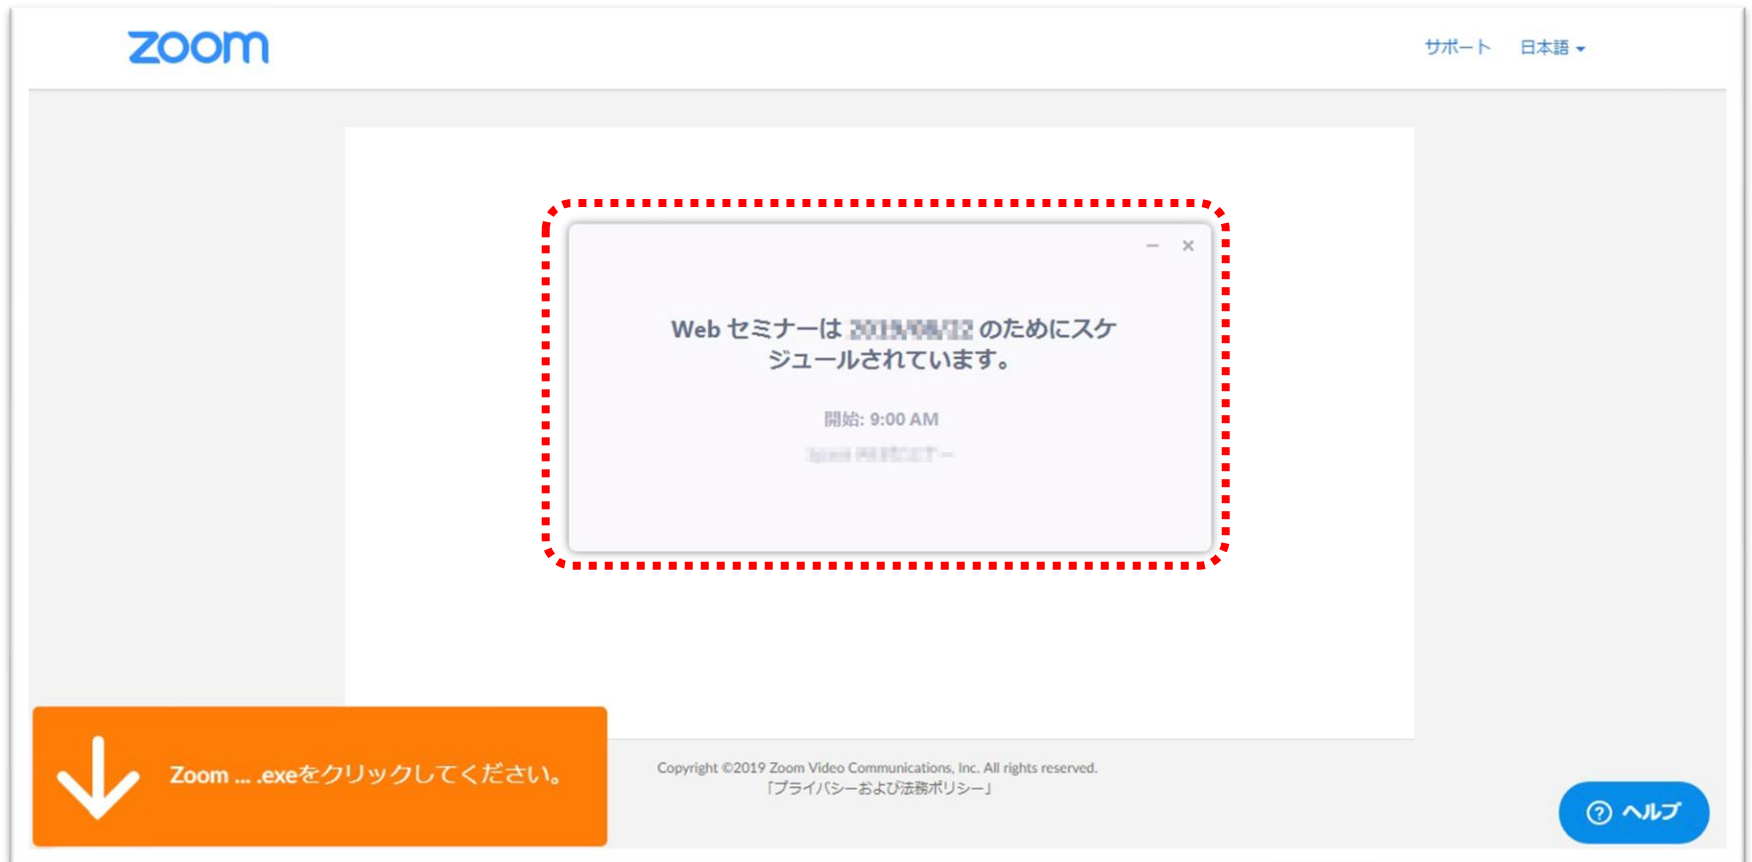 zoom
サポート 日本語
Web セミナーは のためにスケ
ジュールされています。
開始: 9:00 AM
Zoom ... .exeをクリックしてください。
Copyright ©2019 Zoom Video Communications, Inc. All rights reserved.
「プライバシーおよび法務ポリシー」
? ヘルプ